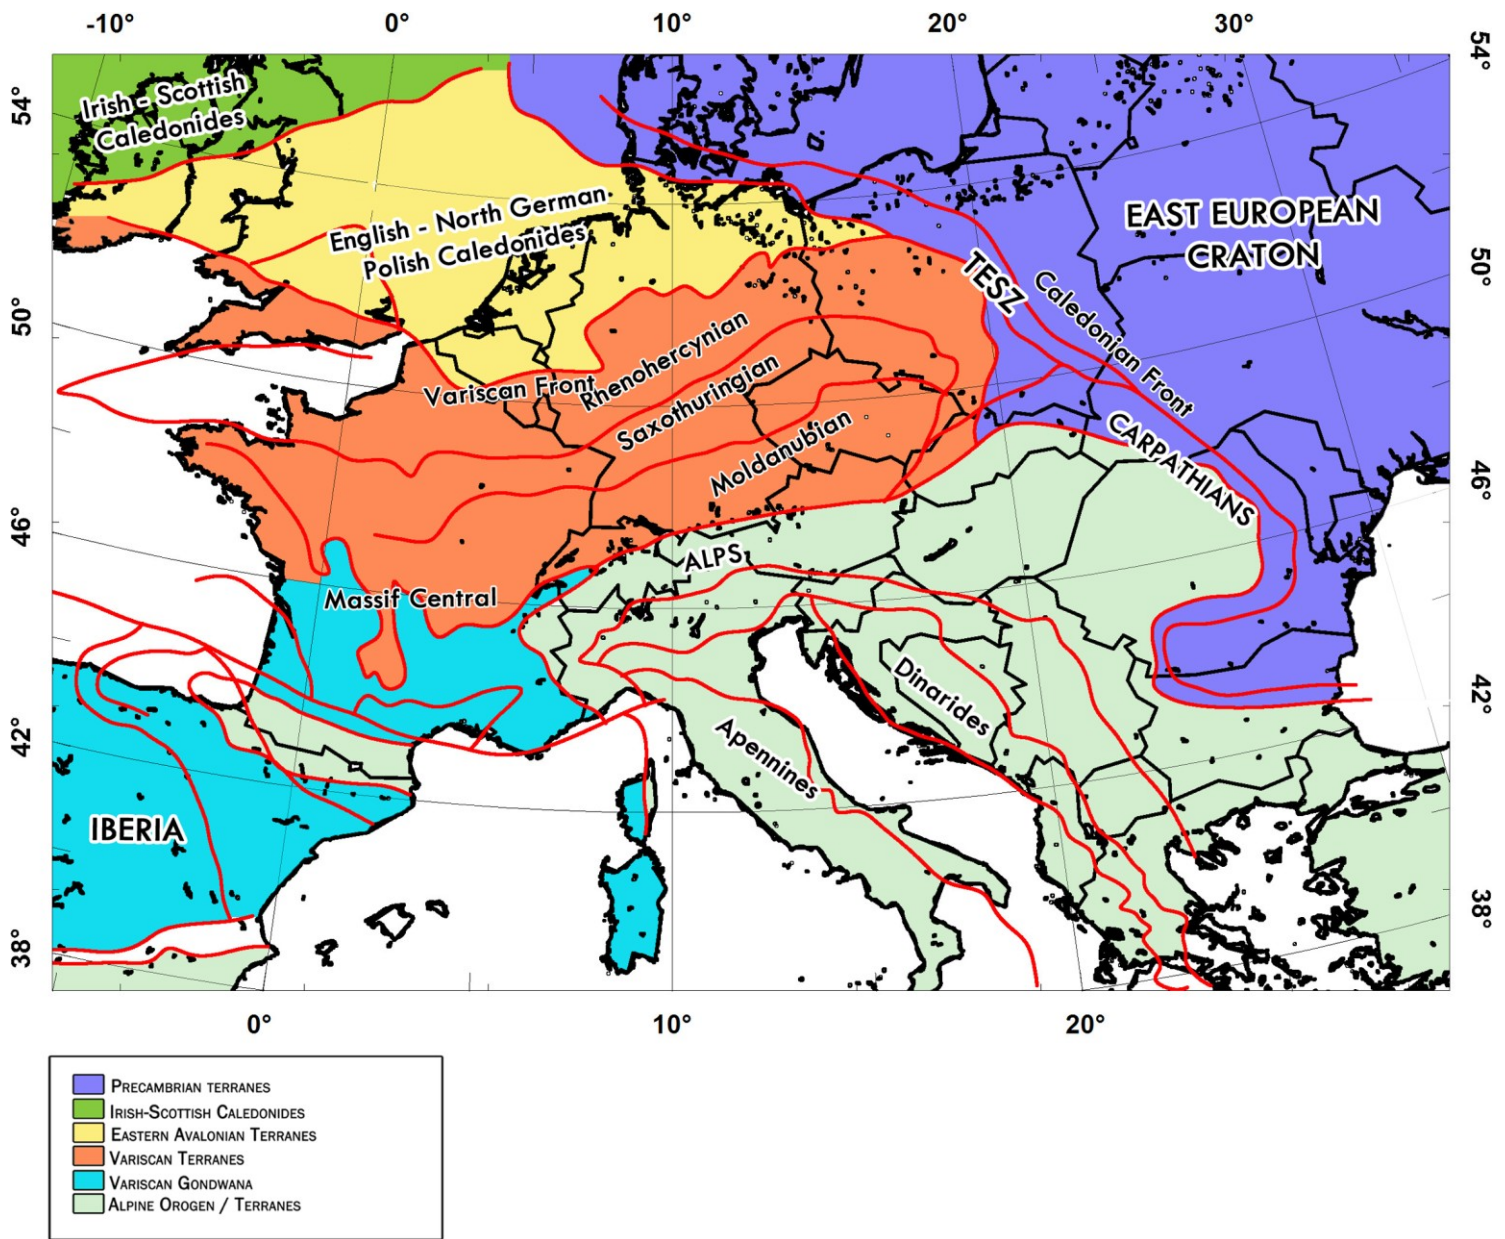 -10° 0° 10° 20° 30°
54°
54°
Irish - Scottish
Caledonides
English - North German
Polish Caledonides
EAST EUROPEAN
CRATON
50°
TESZ
Caledonian Front
50°
Rhenohercynian
Variscan Front
Saxothuringian
Moldanubian
CARPATHIANS
46°
46°
ALPS
Massif Central
Dinarides
42°
42°
Apennines
IBERIA
38°
38°
0° 10° 20°
PRECAMBRIAN TERRANES
IRISH-SCOTTISH CALEDONIDES
EASTERN AVALONIAN TERRANES
VARISCAN TERRANES
VARISCAN GONDWANA
ALPINE OROGEN / TERRANES